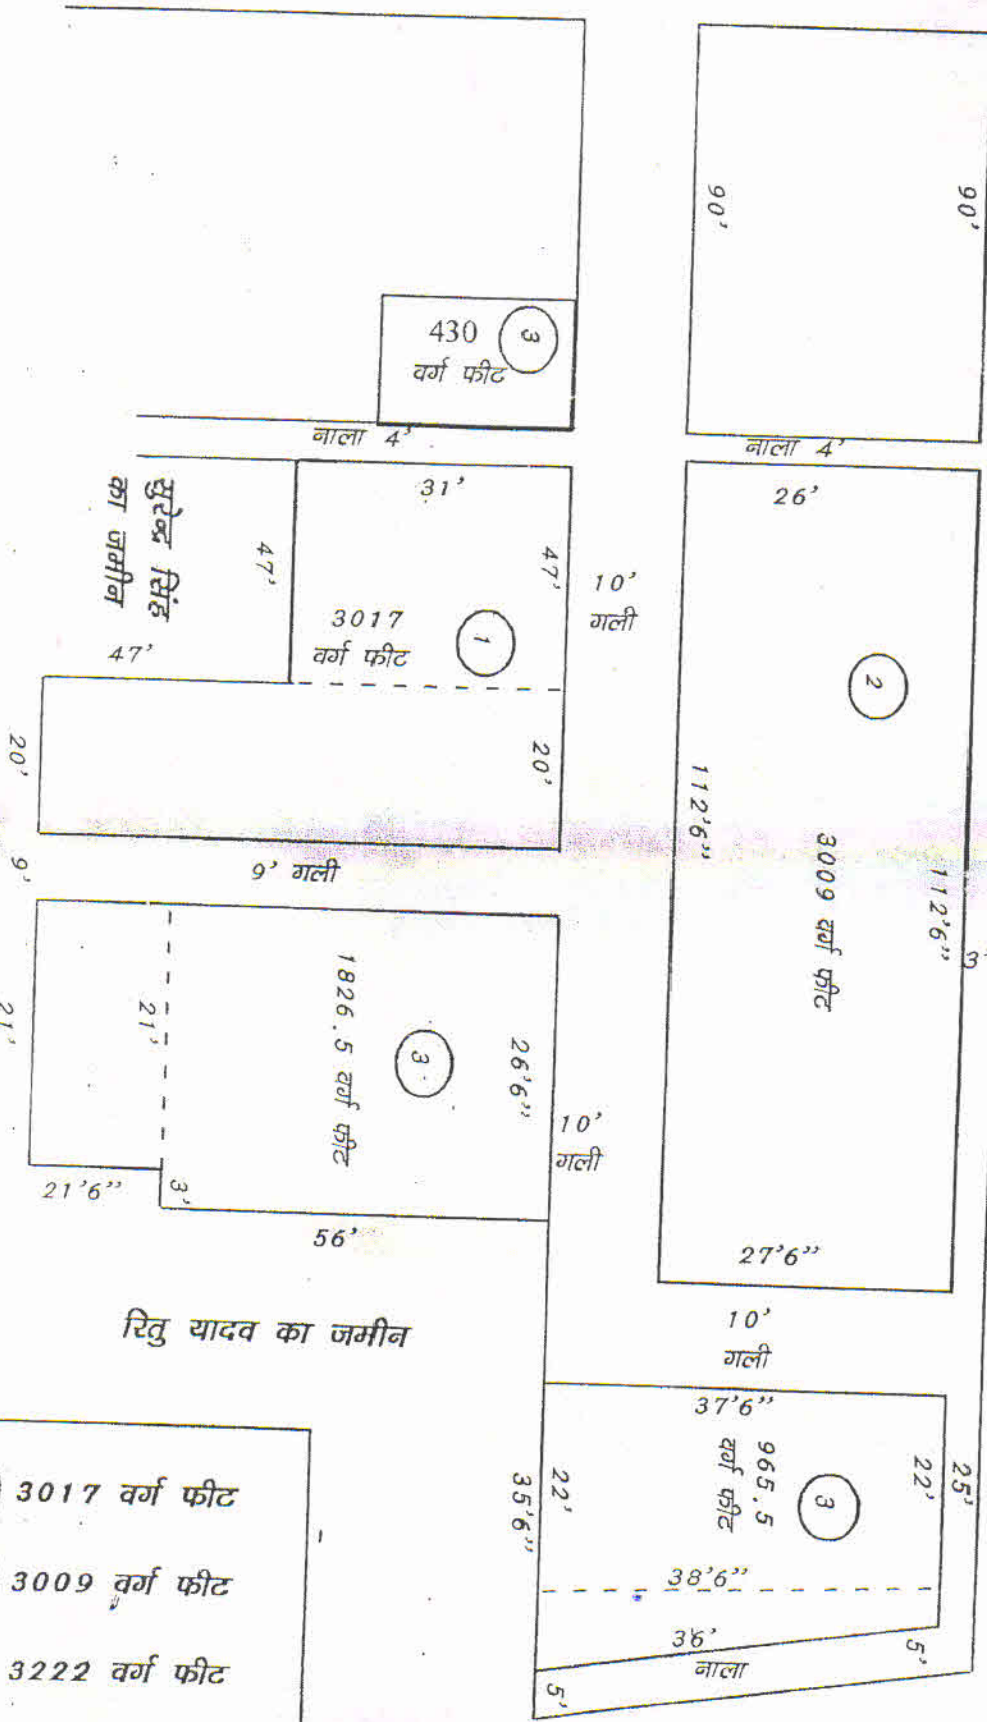 90'
90'
430
3
वर्ग फीट
नाला 4'
नाला 4'
31'
26'
सुरेन्द्र सिंह
का जमीन
47'
47'
10'
गली
3017
वर्ग फीट
1
2
47'
20'
20'
112'6"
112'6"
3009 वर्ग फीट
3'
9'
9' गली
21'
21'
1826.5 वर्ग फीट
3
26'6"
10'
गली
21'6"
3'
56'
27'6"
10'
गली
रितु यादव का जमीन
37'6"
965.5
वर्ग फीट
3
22'
25'
22'
35'6"
38'6"
36'
नाला
5'
5'
3017 वर्ग फीट
3009 वर्ग फीट
3222 वर्ग फीट